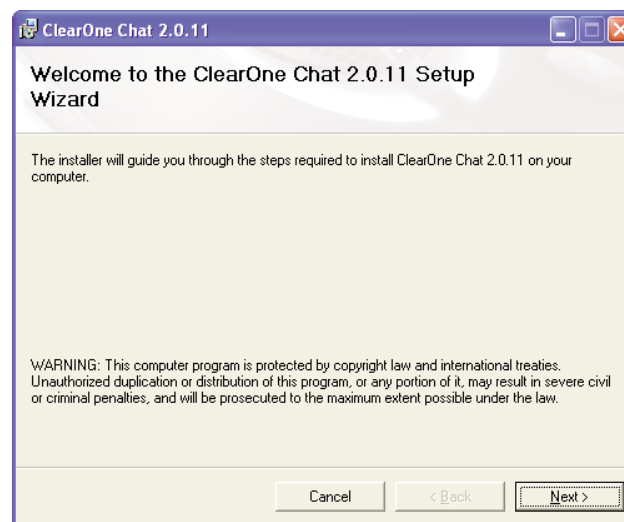 ClearOne Chat 2.0.11
Welcome to the ClearOne Chat 2.0.11 Setup
Wizard
The installer will guide you through the steps required to install ClearOne Chat 2.0.11 on your
computer.
WARNING: This computer program is protected by copyright law and international treaties.
Unauthorized duplication or distribution of this program, or any portion of it, may result in severe civil
or criminal penalties, and will be prosecuted to the maximum extent possible under the law.
Cancel < Back Next >